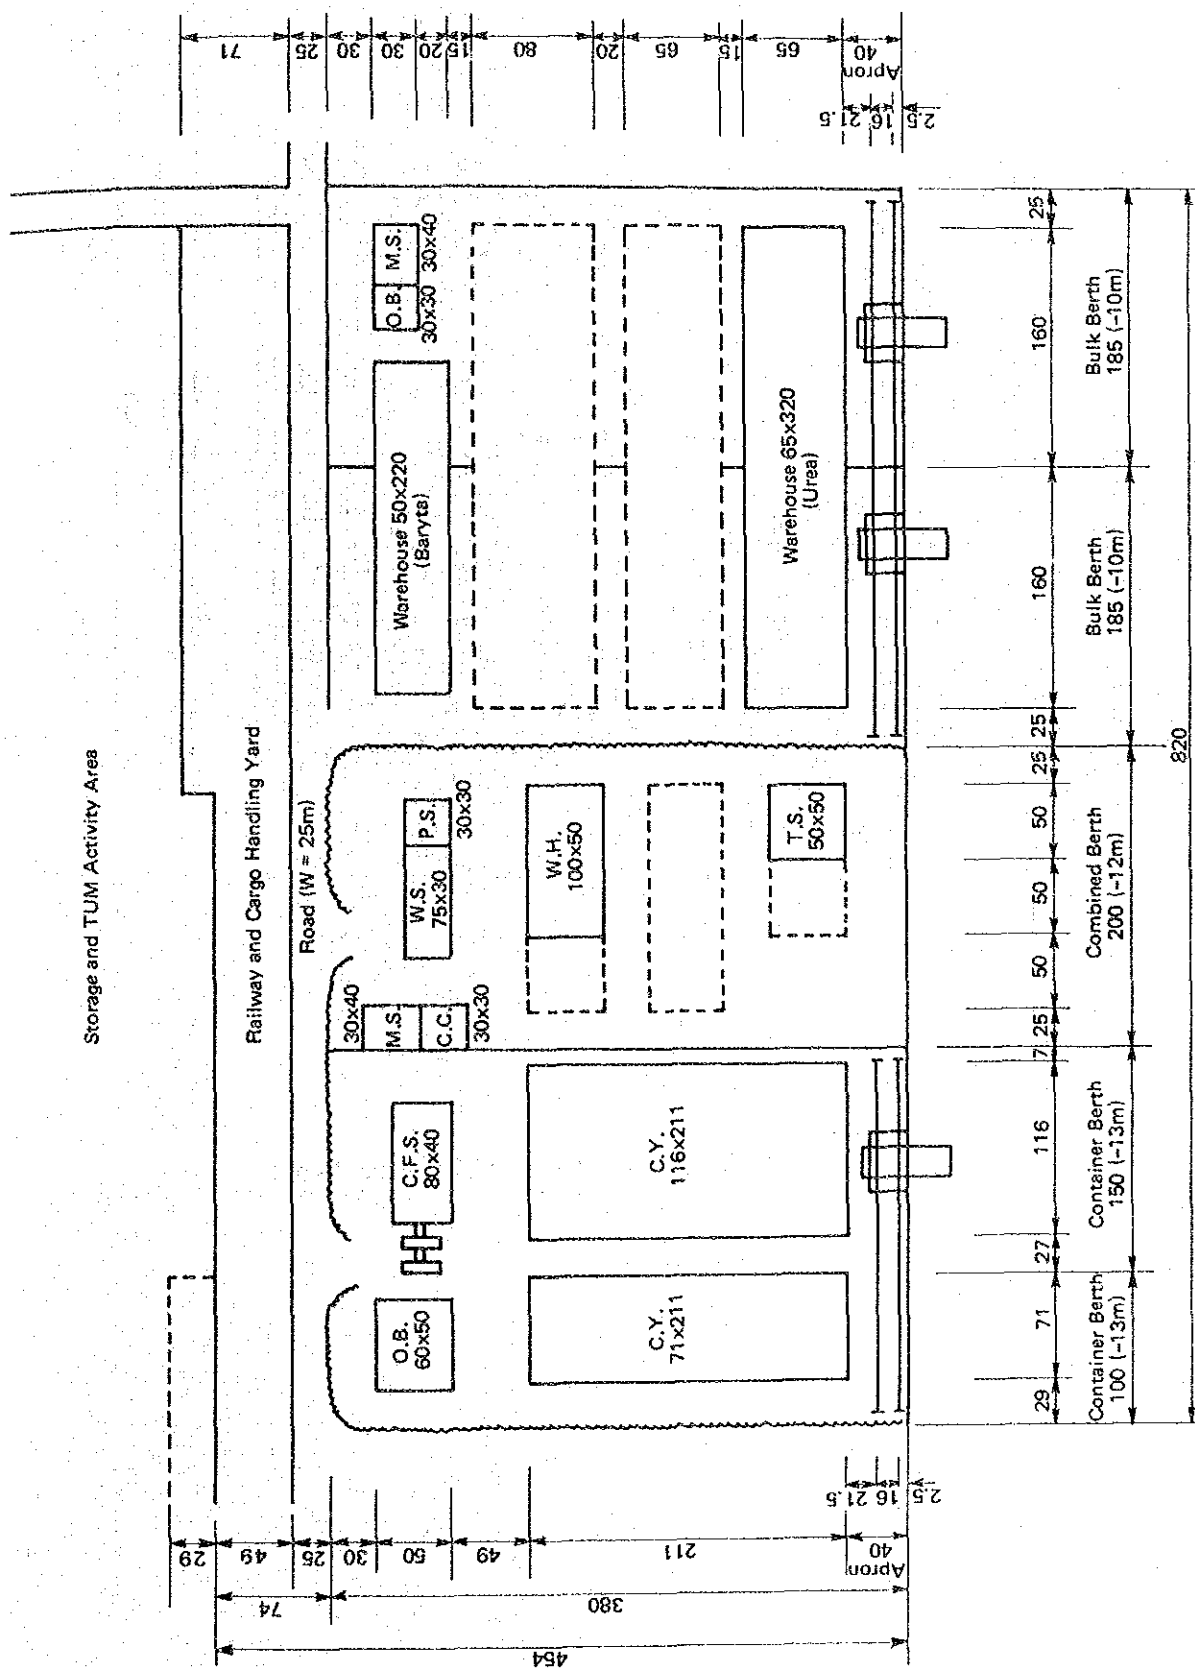 Storage and TUM Activity Area
Railway and Cargo Handling Yard
Road (W = 25m)
O.B.
60x50
C.F.S.
80x40
30x40
M.S.
C.C.
30x30
W.S.
75x30
P.S.
30x30
Warehouse 50x220
(Baryta)
O.B.
30x30
M.S.
30x40
C.Y.
71x211
C.Y.
116x211
W.H.
100x50
T.S.
50x50
Warehouse 65x320
(Urea)
29
49
25
30
50
49
211
40
Apron
74
380
454
21.5
16
2.5
71
25
30
30
20
15
80
20
65
15
65
40
Apron
21.5
16
2.5
29
71
27
116
7
25
50
50
50
25
25
160
160
25
Container Berth
100 (-13m)
Container Berth
150 (-13m)
Combined Berth
200 (-12m)
Bulk Berth
185 (-10m)
Bulk Berth
185 (-10m)
820